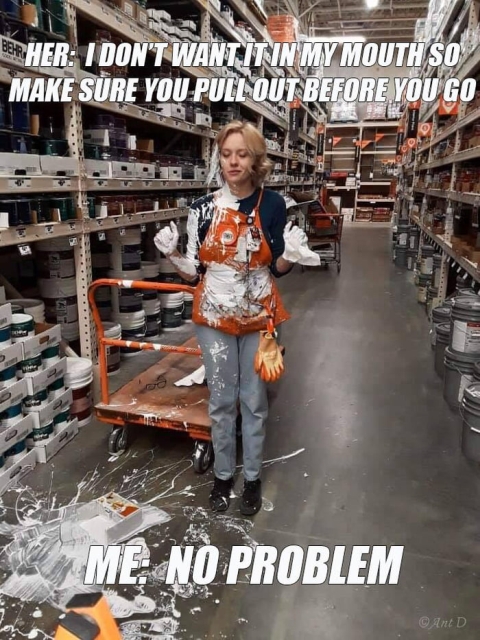 HER: I DON'T WANT IT IN MY MOUTH SO
MAKE SURE YOU PULL OUT BEFORE YOU GO
BEHR
ME: NO PROBLEM
©Ant D